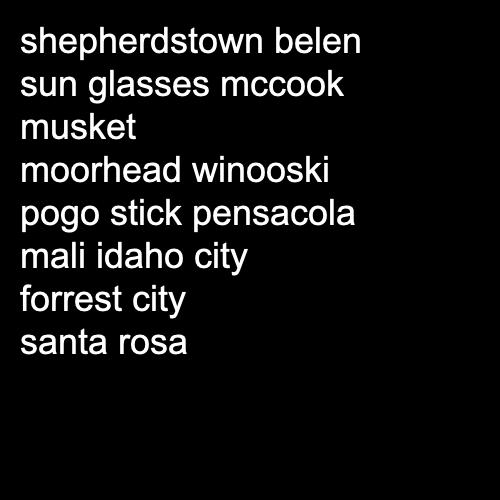 shepherdstown belen
sun glasses mccook
musket
moorhead winooski
pogo stick pensacola
mali idaho city
forrest city
santa rosa